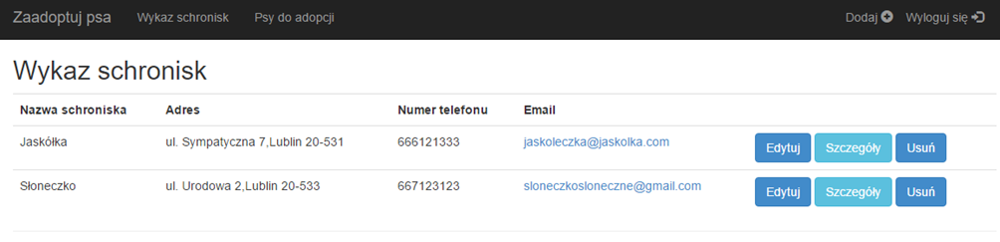 Zaadoptuj psa Wykaz schronisk Psy do adopcji Dodaj Wyloguj się
Wykaz schronisk
Nazwa schroniska Adres Numer telefonu Email
Jaskółka ul. Sympatyczna 7,Lublin 20-531 666121333 jaskoleczka@jaskolka.com Edytuj Szczegóły Usuń
Słoneczko ul. Urodowa 2,Lublin 20-533 667123123 sloneczkosloneczne@gmail.com Edytuj Szczegóły Usuń